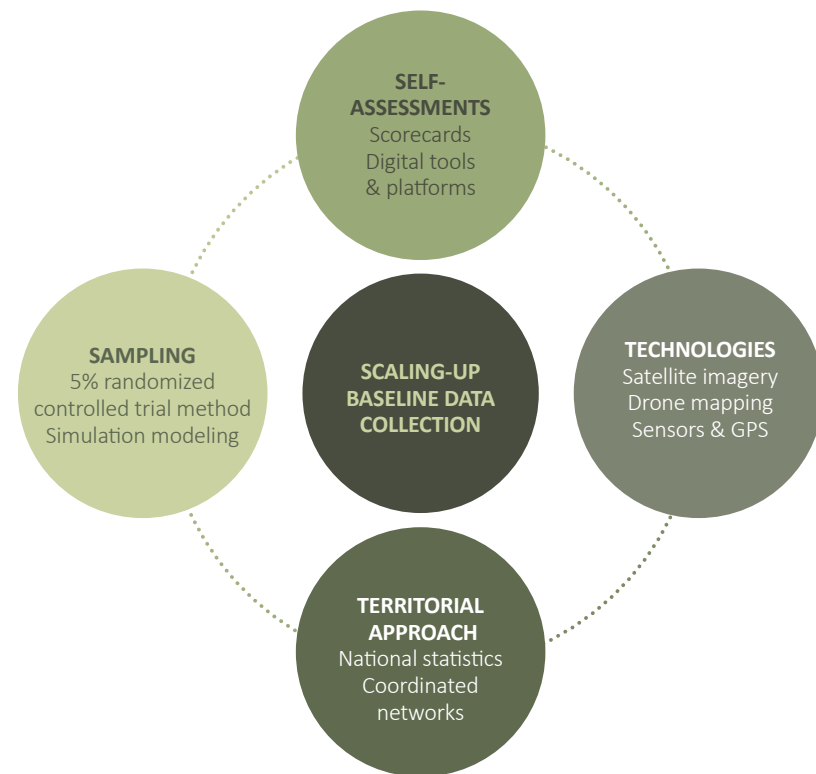 SELF-
ASSESSMENTS
Scorecards
Digital tools
& platforms
SAMPLING
5% randomized
controlled trial method
Simulation modeling
SCALING-UP
BASELINE DATA
COLLECTION
TECHNOLOGIES
Satellite imagery
Drone mapping
Sensors & GPS
TERRITORIAL
APPROACH
National statistics
Coordinated
networks